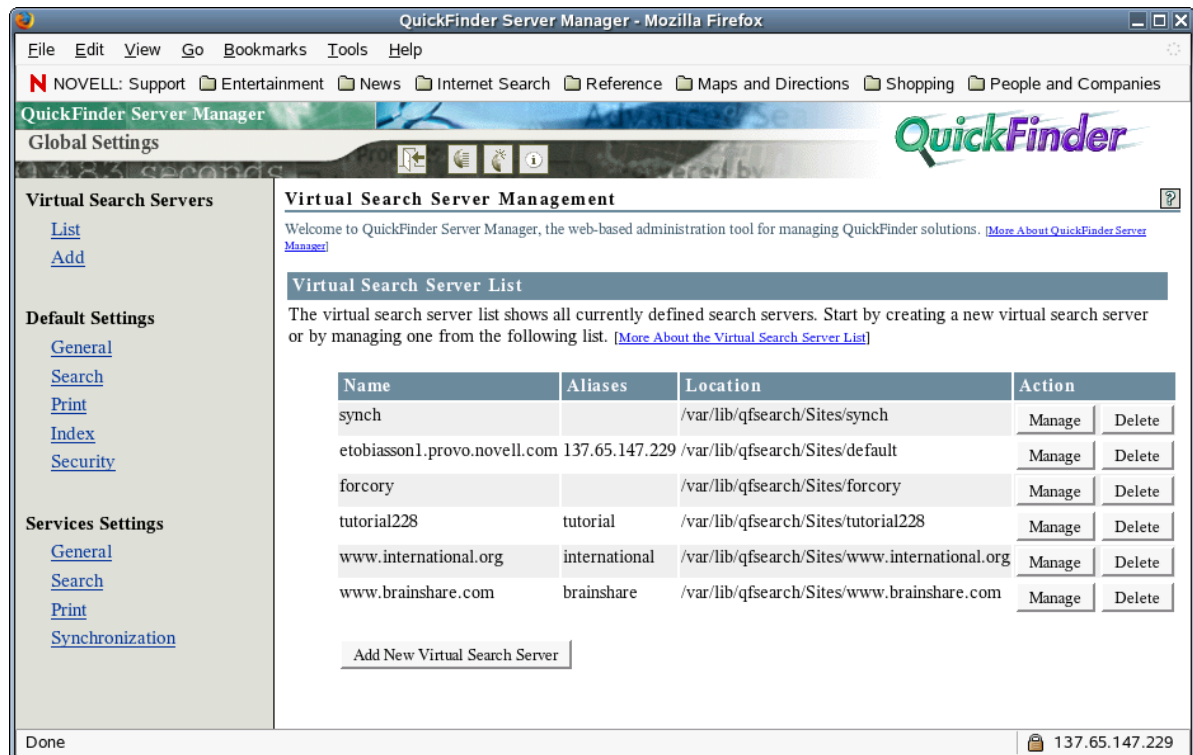 QuickFinder Server Manager - Mozilla Firefox
File Edit View Go Bookmarks Tools Help
N NOVELL: Support Entertainment News Internet Search Reference Maps and Directions Shopping People and Companies
QuickFinder Server Manager
Advanced Sea
Global Settings
QuickFinder
0.483 seconds
powered by
Virtual Search Servers
List
Add
Default Settings
General
Search
Print
Index
Security
Services Settings
General
Search
Print
Synchronization
Virtual Search Server Management
?
Welcome to QuickFinder Server Manager, the web-based administration tool for managing QuickFinder solutions. [More About QuickFinder Server
Manager]
Virtual Search Server List
The virtual search server list shows all currently defined search servers. Start by creating a new virtual search server
or by managing one from the following list. [More About the Virtual Search Server List]
Name Aliases Location Action
synch /var/lib/qfsearch/Sites/synch Manage Delete
etobiasson1.provo.novell.com 137.65.147.229 /var/lib/qfsearch/Sites/default Manage Delete
forcory /var/lib/qfsearch/Sites/forcory Manage Delete
tutorial228 tutorial /var/lib/qfsearch/Sites/tutorial228 Manage Delete
www.international.org international /var/lib/qfsearch/Sites/www.international.org Manage Delete
www.brainshare.com brainshare /var/lib/qfsearch/Sites/www.brainshare.com Manage Delete
Add New Virtual Search Server
Done 137.65.147.229